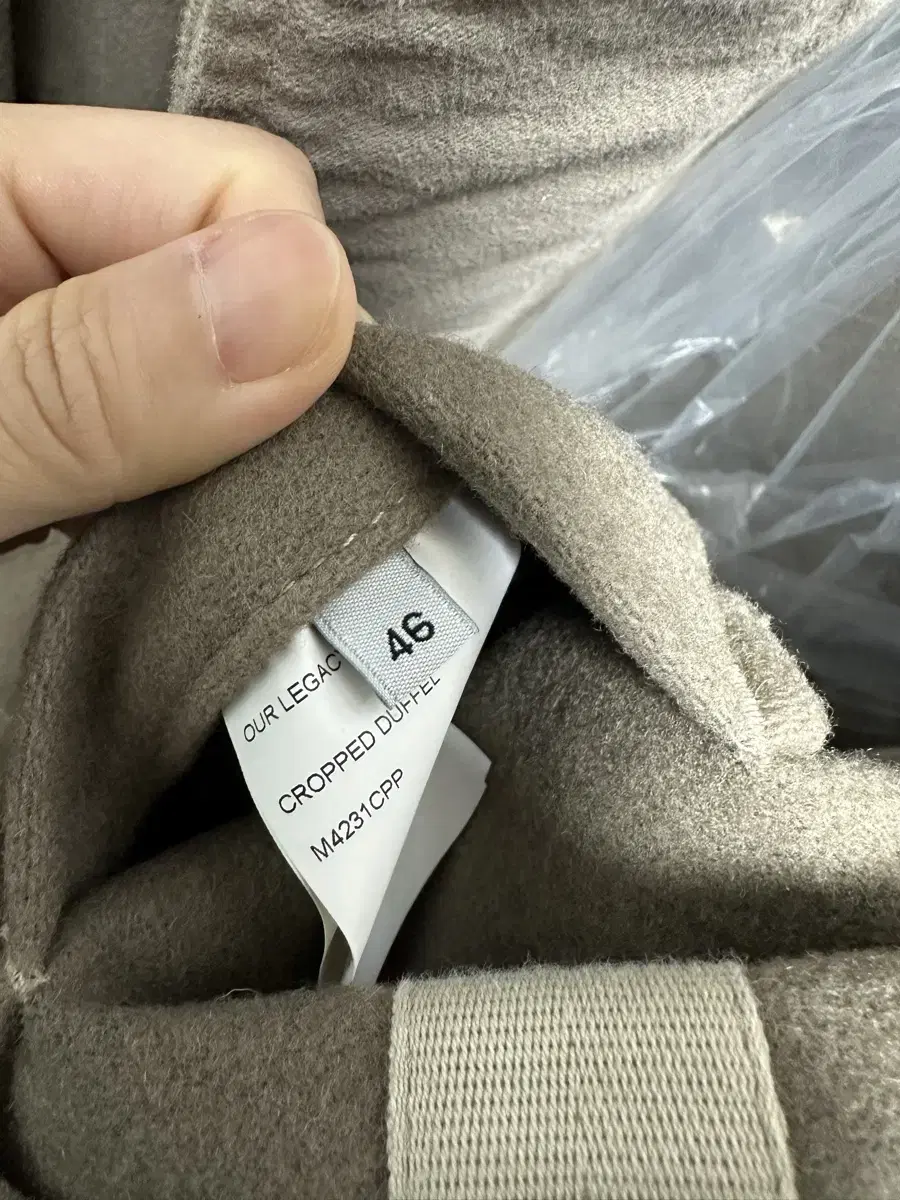 46
OUR LEGAC
CROPPED DUFFEL
M4231CPP